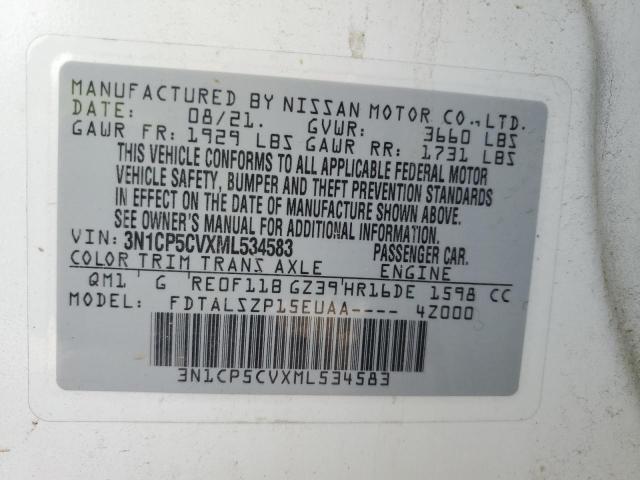 MANUFACTURED BY NISSAN MOTOR CO.,LTD.
DATE: 08/21. GVWR: 3660 LBS
GAWR FR: 1929 LBS GAWR RR: 1731 LBS
THIS VEHICLE CONFORMS TO ALL APPLICABLE FEDERAL MOTOR
VEHICLE SAFETY, BUMPER AND THEFT PREVENTION STANDARDS
IN EFFECT ON THE DATE OF MANUFACTURE SHOWN ABOVE.
SEE OWNER'S MANUAL FOR ADDITIONAL INFORMATION.
VIN: 3N1CP5CVXML534583 PASSENGER CAR.
COLOR TRIM TRANS AXLE ENGINE
QM1 G RE0F11B GZ39 HR16DE 1598 CC
MODEL: FDTALSZP15EUAA---- 4Z000
3N1CP5CVXML534583